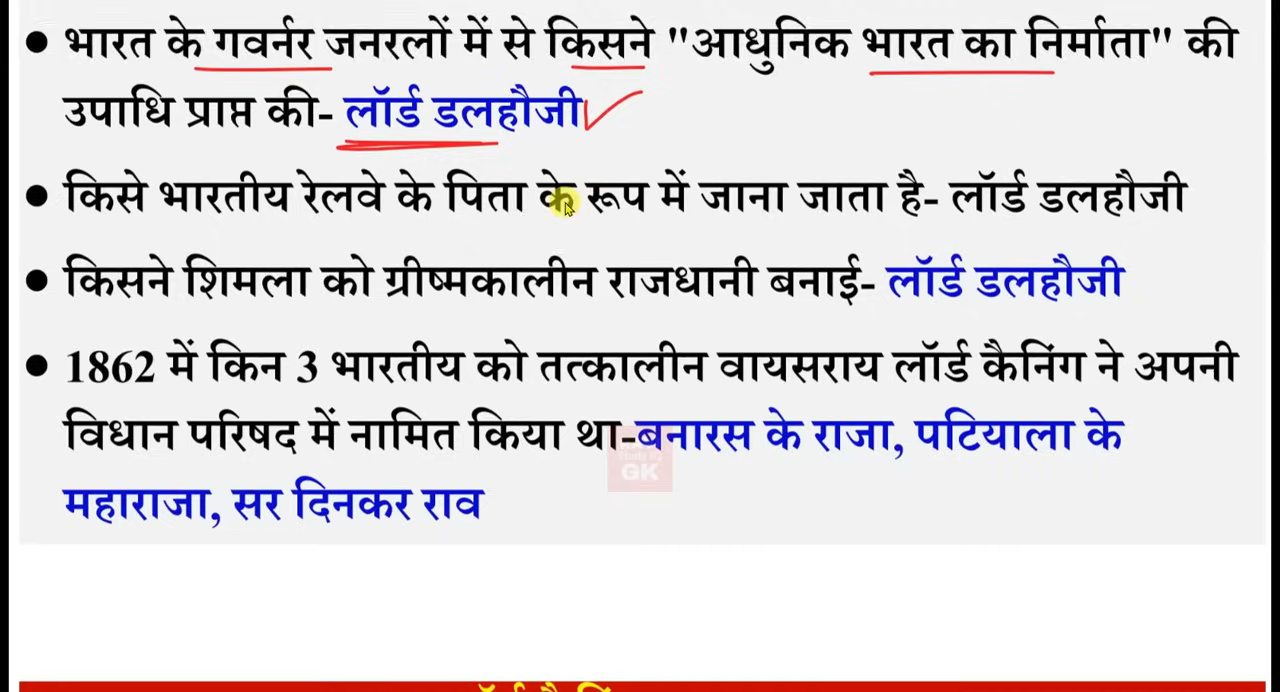 • भारत के गवर्नर जनरलों में से किसने "आधुनिक भारत का निर्माता" की
उपाधि प्राप्त की- लॉर्ड डलहौजी
• किसे भारतीय रेलवे के पिता के रूप में जाना जाता है- लॉर्ड डलहौजी
• किसने शिमला को ग्रीष्मकालीन राजधानी बनाई- लॉर्ड डलहौजी
• 1862 में किन 3 भारतीय को तत्कालीन वायसराय लॉर्ड कैनिंग ने अपनी
विधान परिषद में नामित किया था-बनारस के राजा, पटियाला के
महाराजा, सर दिनकर राव
GK